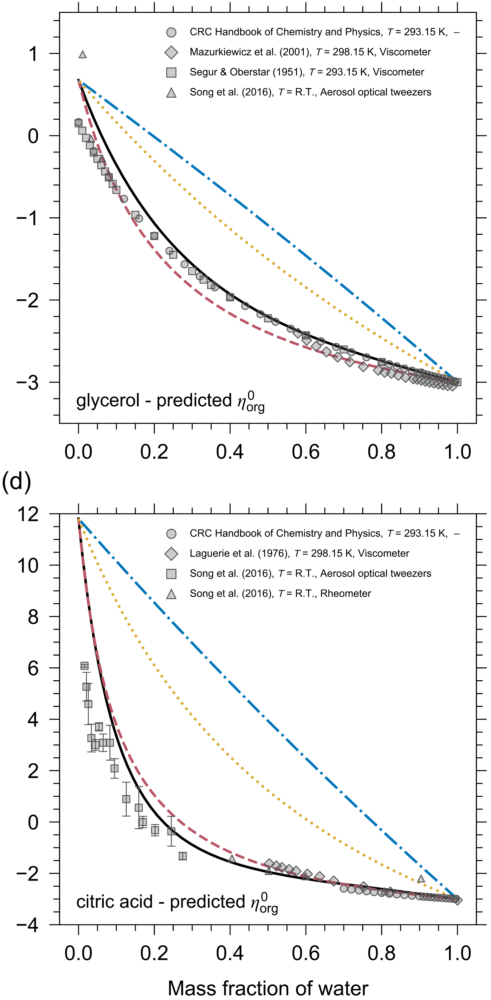 CRC Handbook of Chemistry and Physics, T = 293.15 K, –
Mazurkiewicz et al. (2001), T = 298.15 K, Viscometer
Segur & Oberstar (1951), T = 293.15 K, Viscometer
Song et al. (2016), T = R.T., Aerosol optical tweezers
1
0
−1
−2
−3
glycerol - predicted η⁰org
0.0 0.2 0.4 0.6 0.8 1.0
(d)
CRC Handbook of Chemistry and Physics, T = 293.15 K, –
Laguerie et al. (1976), T = 298.15 K, Viscometer
Song et al. (2016), T = R.T., Aerosol optical tweezers
Song et al. (2016), T = R.T., Rheometer
12
10
8
6
4
2
0
−2
−4
citric acid - predicted η⁰org
0.0 0.2 0.4 0.6 0.8 1.0
Mass fraction of water